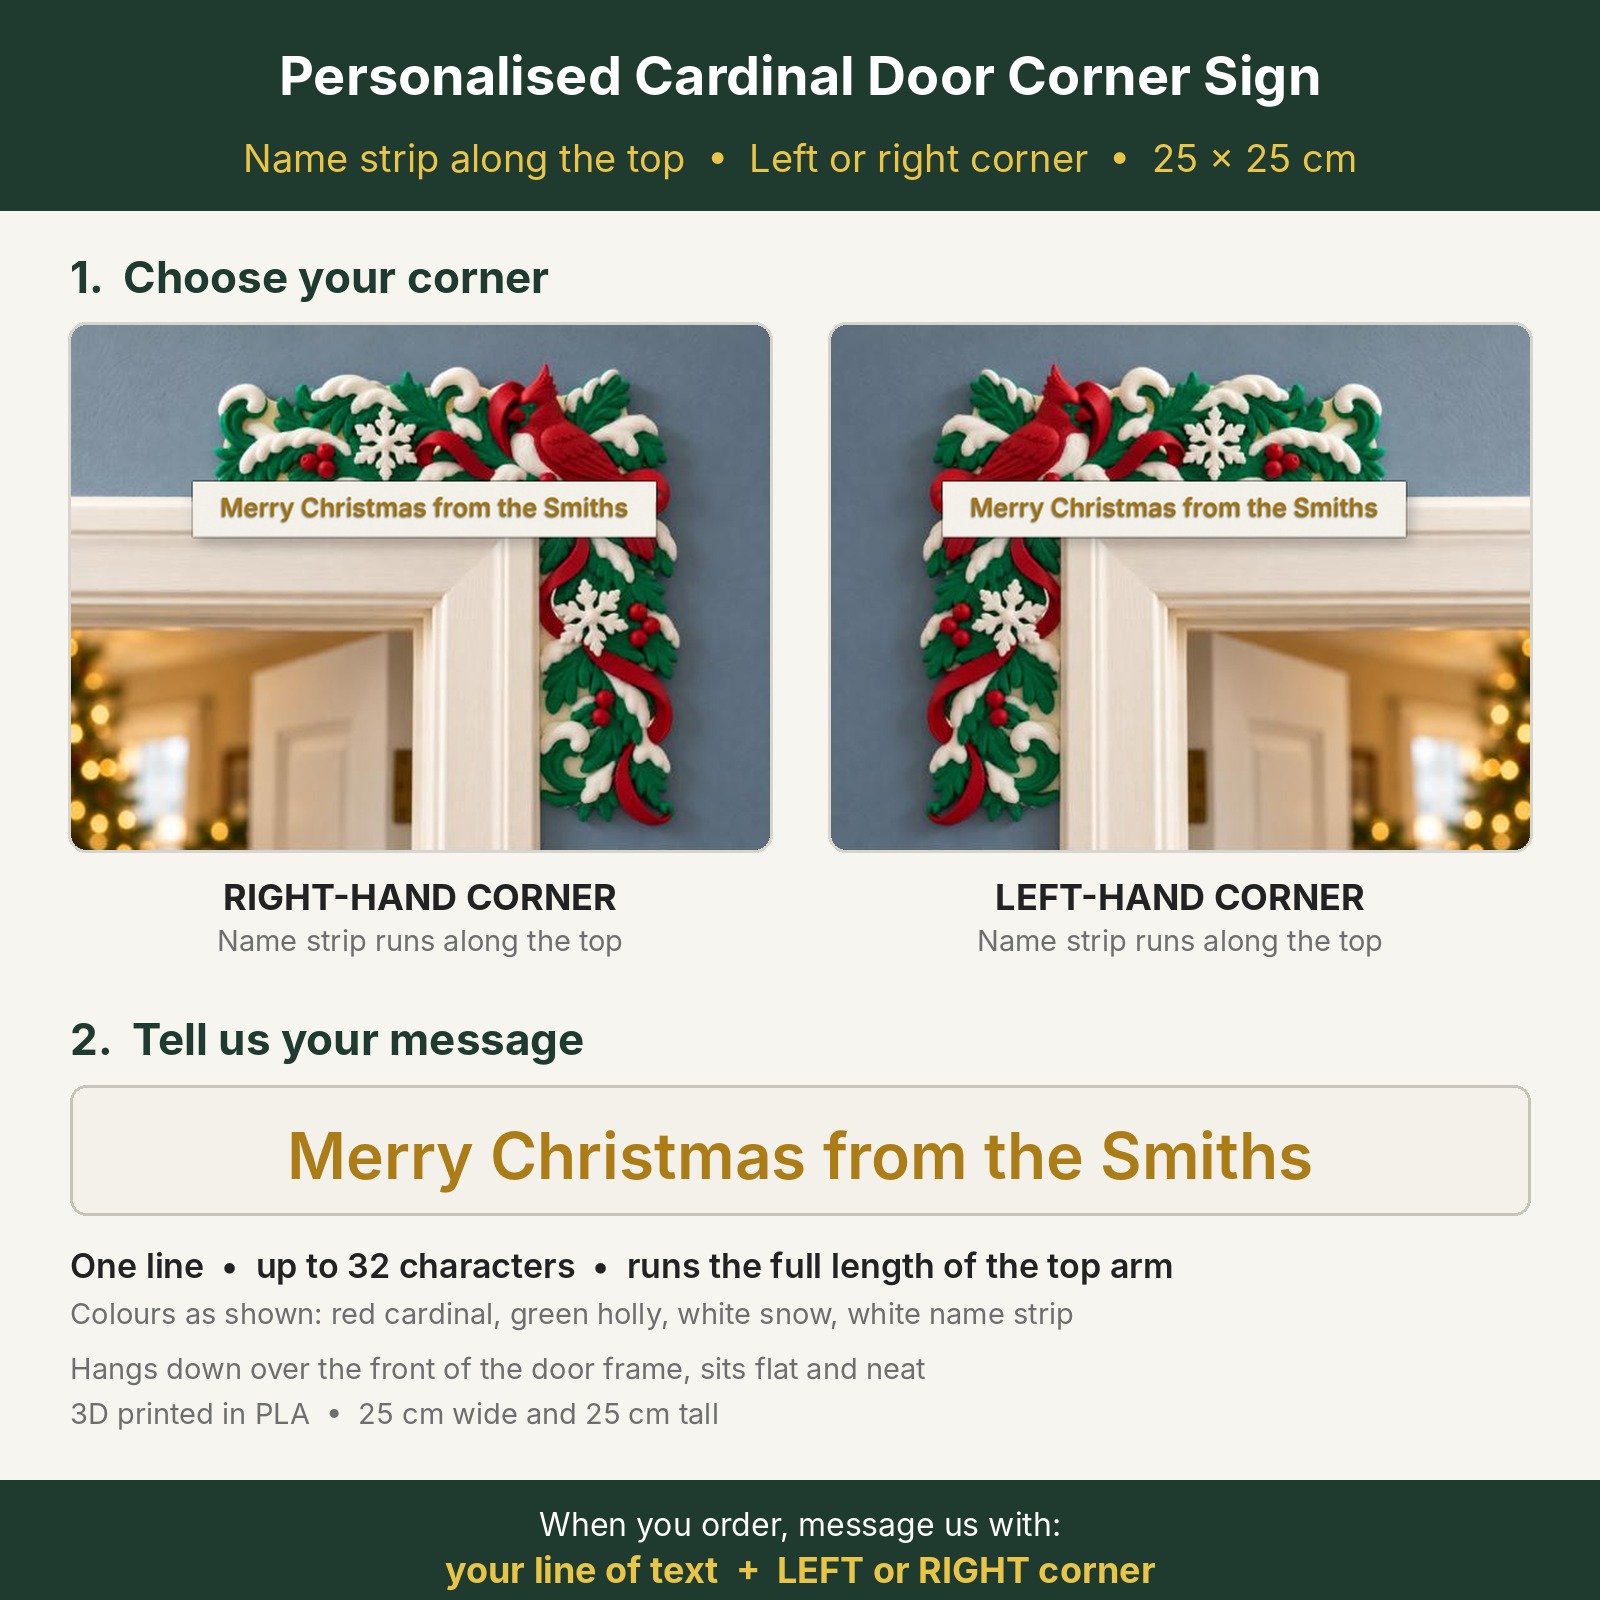 Personalised Cardinal Door Corner Sign
Name strip along the top • Left or right corner • 25 × 25 cm
1. Choose your corner
Merry Christmas from the Smiths
Merry Christmas from the Smiths
RIGHT-HAND CORNER
Name strip runs along the top
LEFT-HAND CORNER
Name strip runs along the top
2. Tell us your message
Merry Christmas from the Smiths
One line • up to 32 characters • runs the full length of the top arm
Colours as shown: red cardinal, green holly, white snow, white name strip
Hangs down over the front of the door frame, sits flat and neat
3D printed in PLA • 25 cm wide and 25 cm tall
When you order, message us with:
your line of text + LEFT or RIGHT corner